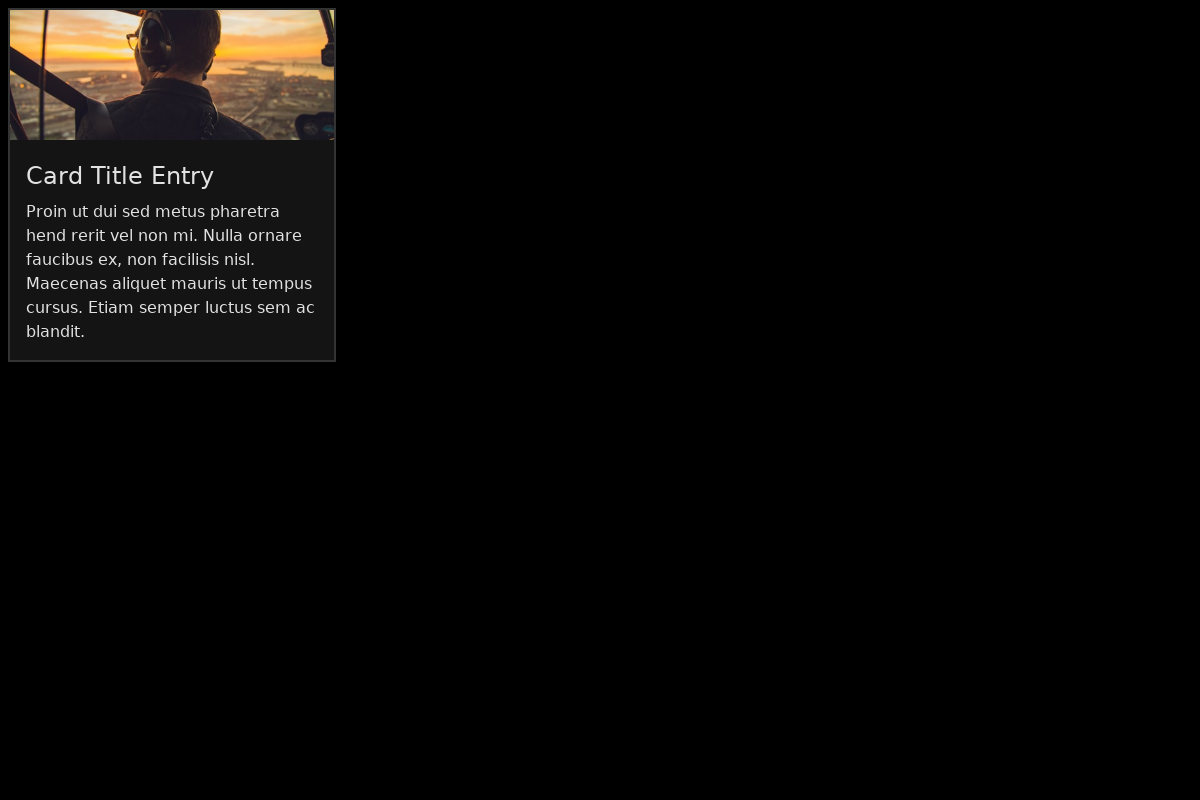 Card Title Entry
Proin ut dui sed metus pharetra
hend rerit vel non mi. Nulla ornare
faucibus ex, non facilisis nisl.
Maecenas aliquet mauris ut tempus
cursus. Etiam semper luctus sem ac
blandit.